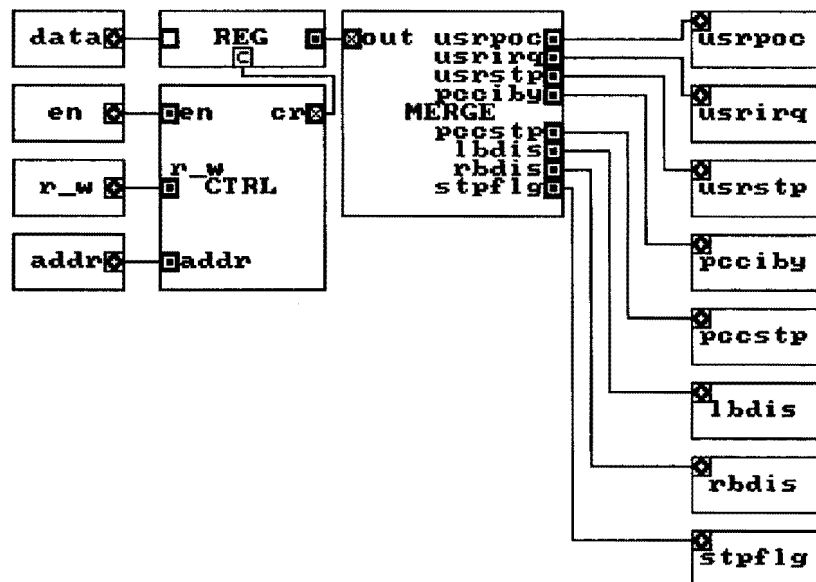 data
REG
C
out
usrpoc
usrirq
usrstp
pcciby
MERGE
pccstp
lbdis
rbdis
stpflg
en
en
cr
r_w
r_w
CTRL
addr
addr
usrpoc
usrirq
usrstp
pcciby
pccstp
lbdis
rbdis
stpflg